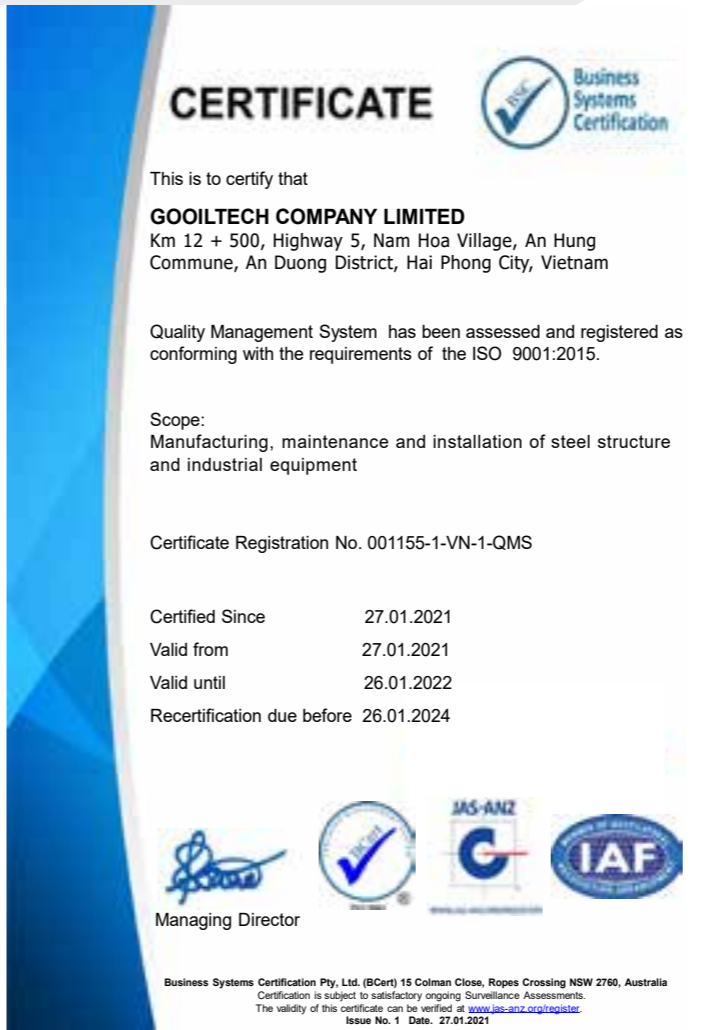 CERTIFICATE
BSC
Business
Systems
Certification
This is to certify that
GOOILTECH COMPANY LIMITED
Km 12 + 500, Highway 5, Nam Hoa Village, An Hung
Commune, An Duong District, Hai Phong City, Vietnam
Quality Management System has been assessed and registered as
conforming with the requirements of the ISO 9001:2015.
Scope:
Manufacturing, maintenance and installation of steel structure
and industrial equipment
Certificate Registration No. 001155-1-VN-1-QMS
Certified Since 27.01.2021
Valid from 27.01.2021
Valid until 26.01.2022
Recertification due before 26.01.2024
BCert
®
JAS-ANZ
IAF
Managing Director
Business Systems Certification Pty, Ltd. (BCert) 15 Colman Close, Ropes Crossing NSW 2760, Australia
Certification is subject to satisfactory ongoing Surveillance Assessments.
The validity of this certificate can be verified at www.jas-anz.org/register.
Issue No. 1 Date. 27.01.2021